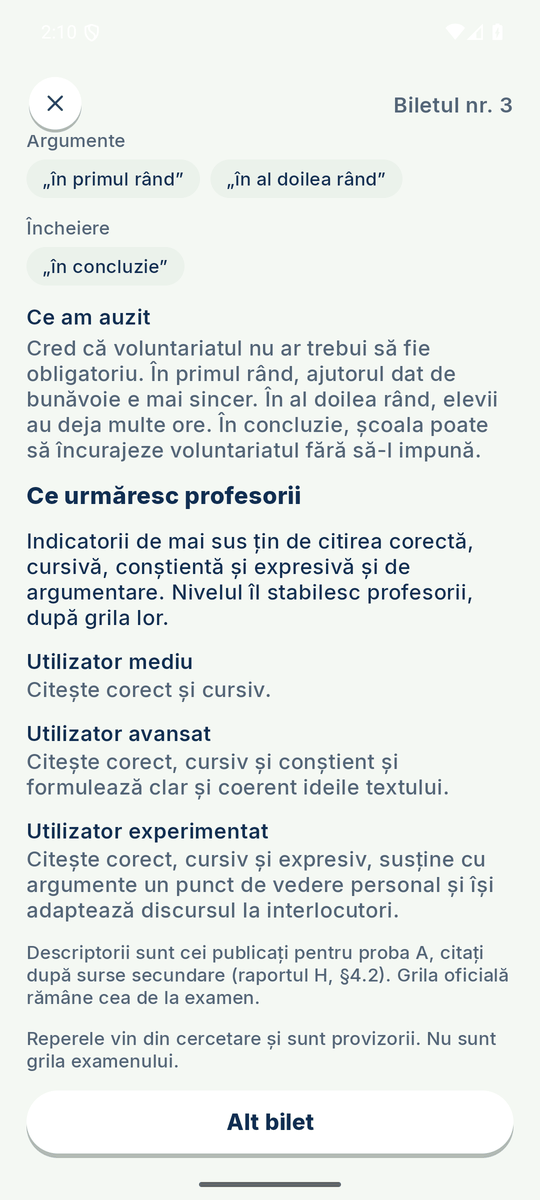 2:10
Biletul nr. 3
Argumente
„în primul rând” „în al doilea rând”
Încheiere
„în concluzie”
Ce am auzit
Cred că voluntariatul nu ar trebui să fie
obligatoriu. În primul rând, ajutorul dat de
bunăvoie e mai sincer. În al doilea rând, elevii
au deja multe ore. În concluzie, școala poate
să încurajeze voluntariatul fără să-l impună.
Ce urmăresc profesorii
Indicatorii de mai sus țin de citirea corectă,
cursivă, conștientă și expresivă și de
argumentare. Nivelul îl stabilesc profesorii,
după grila lor.
Utilizator mediu
Citește corect și cursiv.
Utilizator avansat
Citește corect, cursiv și conștient și
formulează clar și coerent ideile textului.
Utilizator experimentat
Citește corect, cursiv și expresiv, susține cu
argumente un punct de vedere personal și își
adaptează discursul la interlocutori.
Descriptorii sunt cei publicați pentru proba A, citați
după surse secundare (raportul H, §4.2). Grila oficială
rămâne cea de la examen.
Reperele vin din cercetare și sunt provizorii. Nu sunt
grila examenului.
Alt bilet